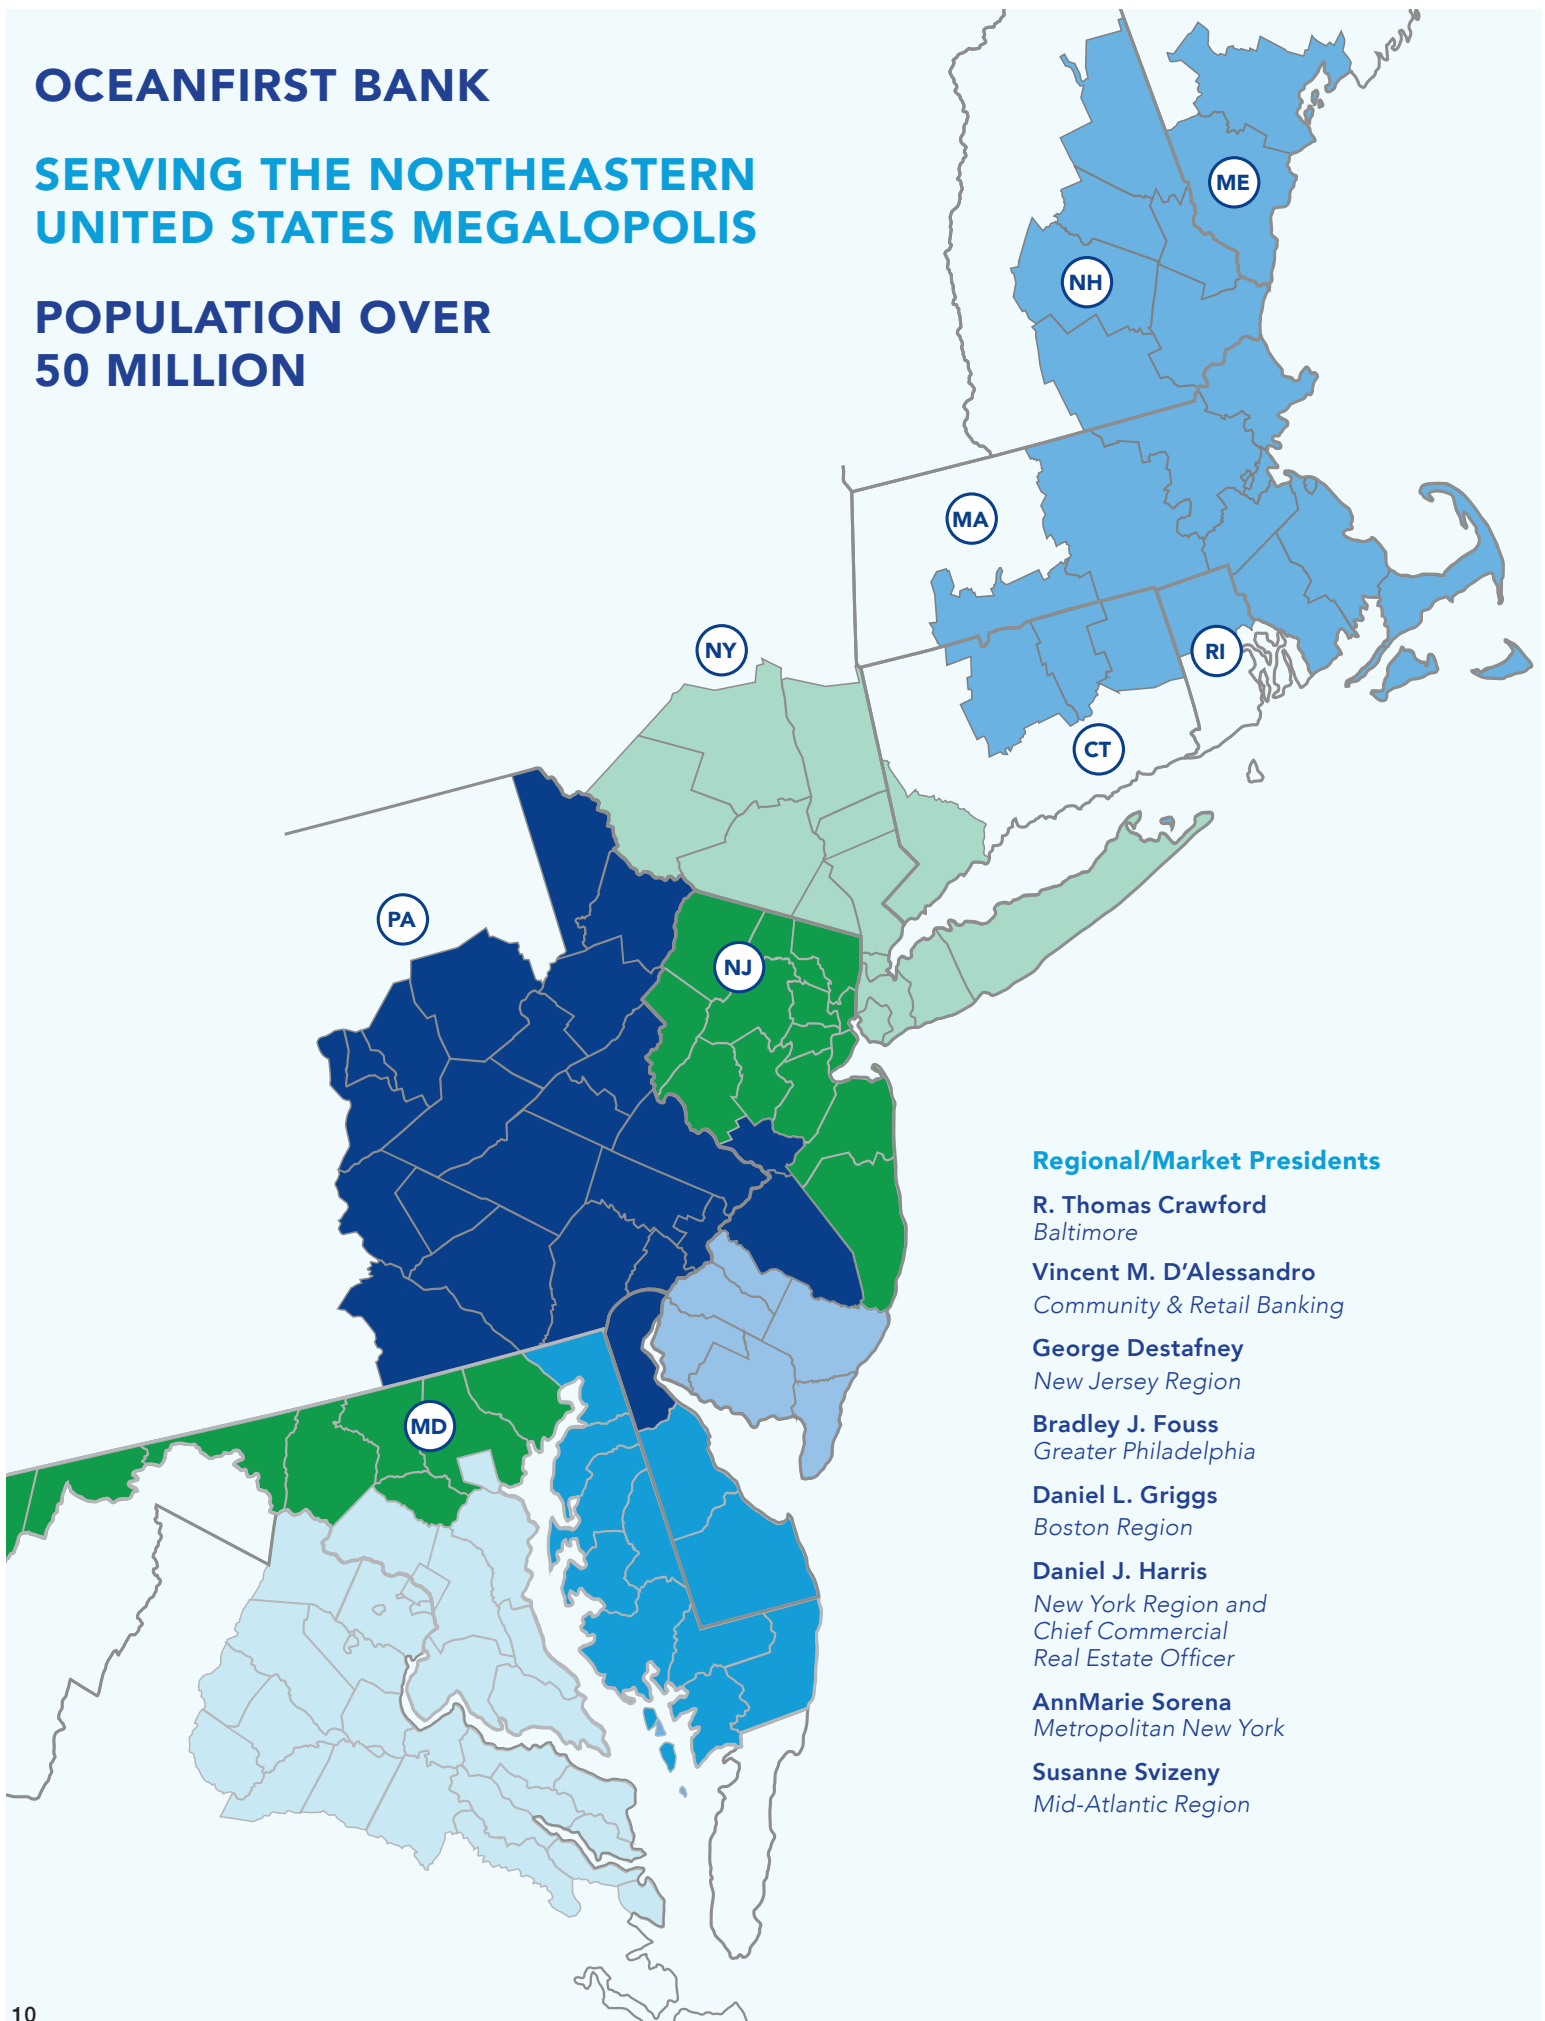 OCEANFIRST BANK
SERVING THE NORTHEASTERN
UNITED STATES MEGALOPOLIS
POPULATION OVER
50 MILLION
ME
NH
MA
NY
RI
CT
PA
NJ
MD
Regional/Market Presidents
R. Thomas Crawford
Baltimore
Vincent M. D’Alessandro
Community & Retail Banking
George Destafney
New Jersey Region
Bradley J. Fouss
Greater Philadelphia
Daniel L. Griggs
Boston Region
Daniel J. Harris
New York Region and
Chief Commercial
Real Estate Officer
AnnMarie Sorena
Metropolitan New York
Susanne Svizeny
Mid-Atlantic Region
10